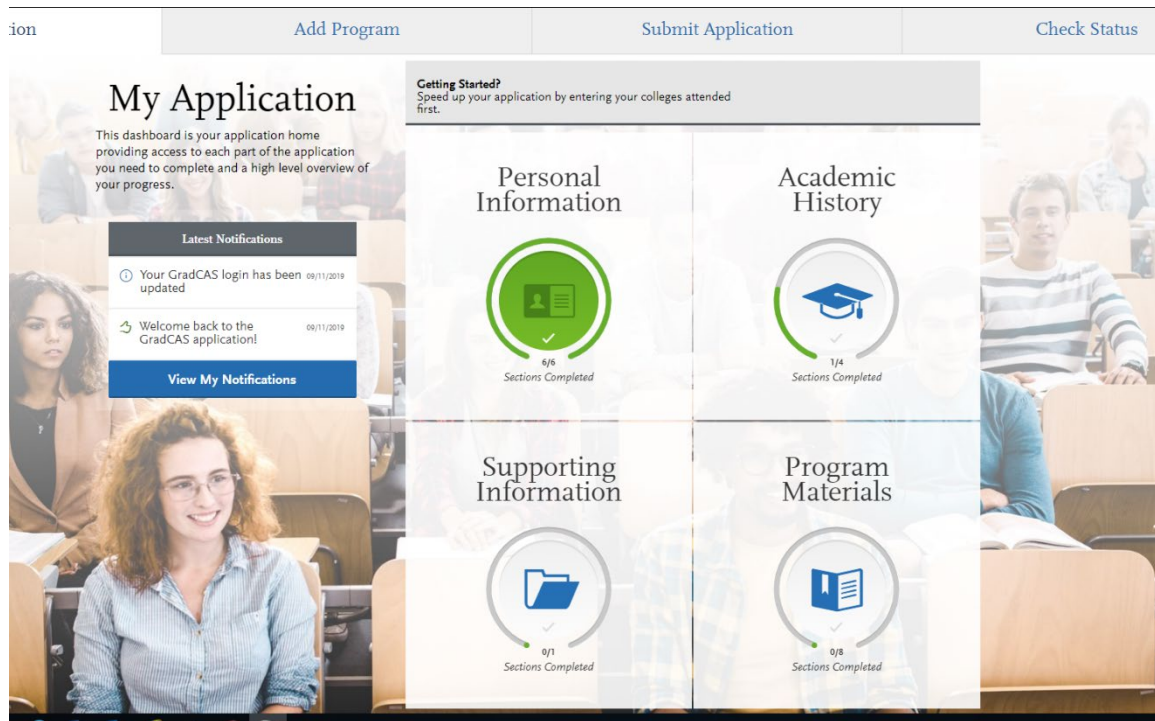 tion
Add Program
Submit Application
Check Status
My Application
This dashboard is your application home
providing access to each part of the application
you need to complete and a high level overview of
your progress.
Latest Notifications
Your GradCAS login has been 09/11/2019
updated
Welcome back to the 09/11/2019
GradCAS application!
View My Notifications
Getting Started?
Speed up your application by entering your colleges attended
first.
Personal
Information
6/6
Sections Completed
Academic
History
1/4
Sections Completed
Supporting
Information
0/1
Sections Completed
Program
Materials
0/8
Sections Completed